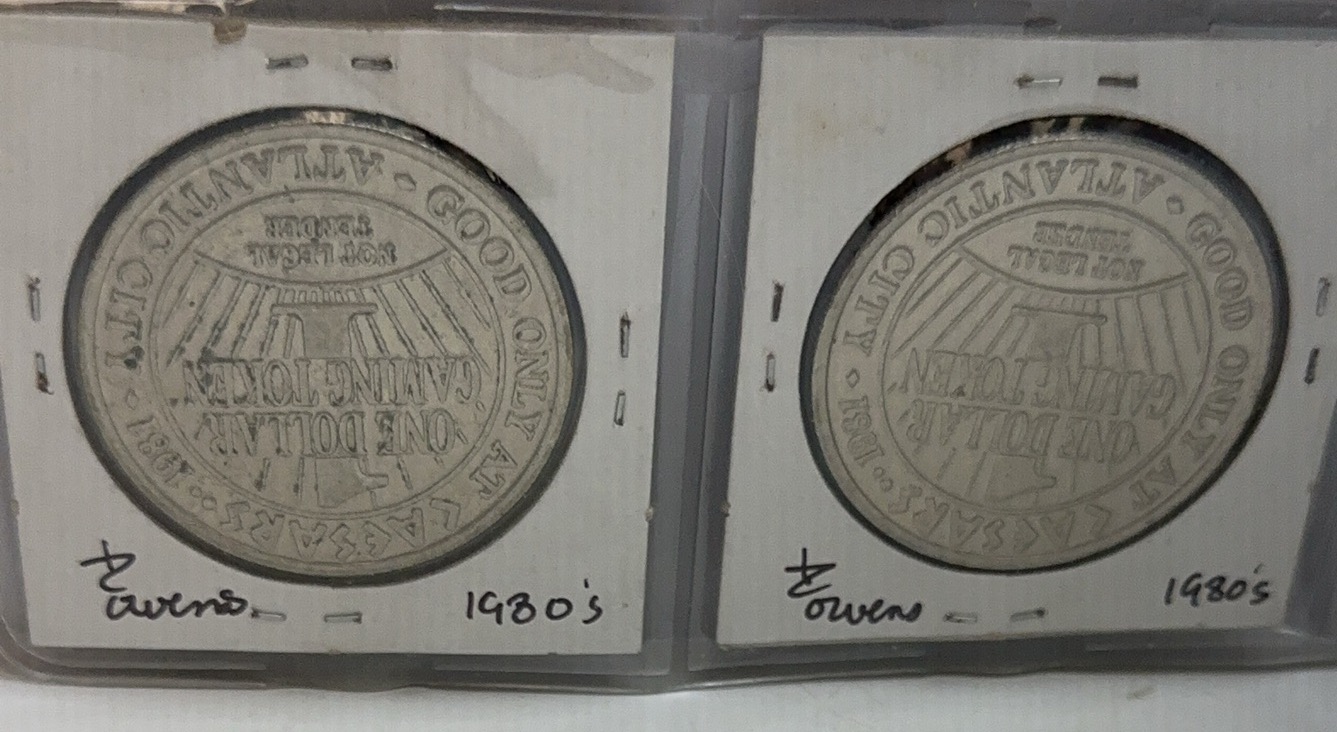 GOOD ONLY AT CAESARS · · 1981 · ATLANTIC CITY ·
NOT LEGAL
TENDER
ONE DOLLAR
GAMING TOKEN
owens 1980's
GOOD ONLY AT CAESARS · · 1981 · ATLANTIC CITY ·
NOT LEGAL
TENDER
ONE DOLLAR
GAMING TOKEN
owens 1980's